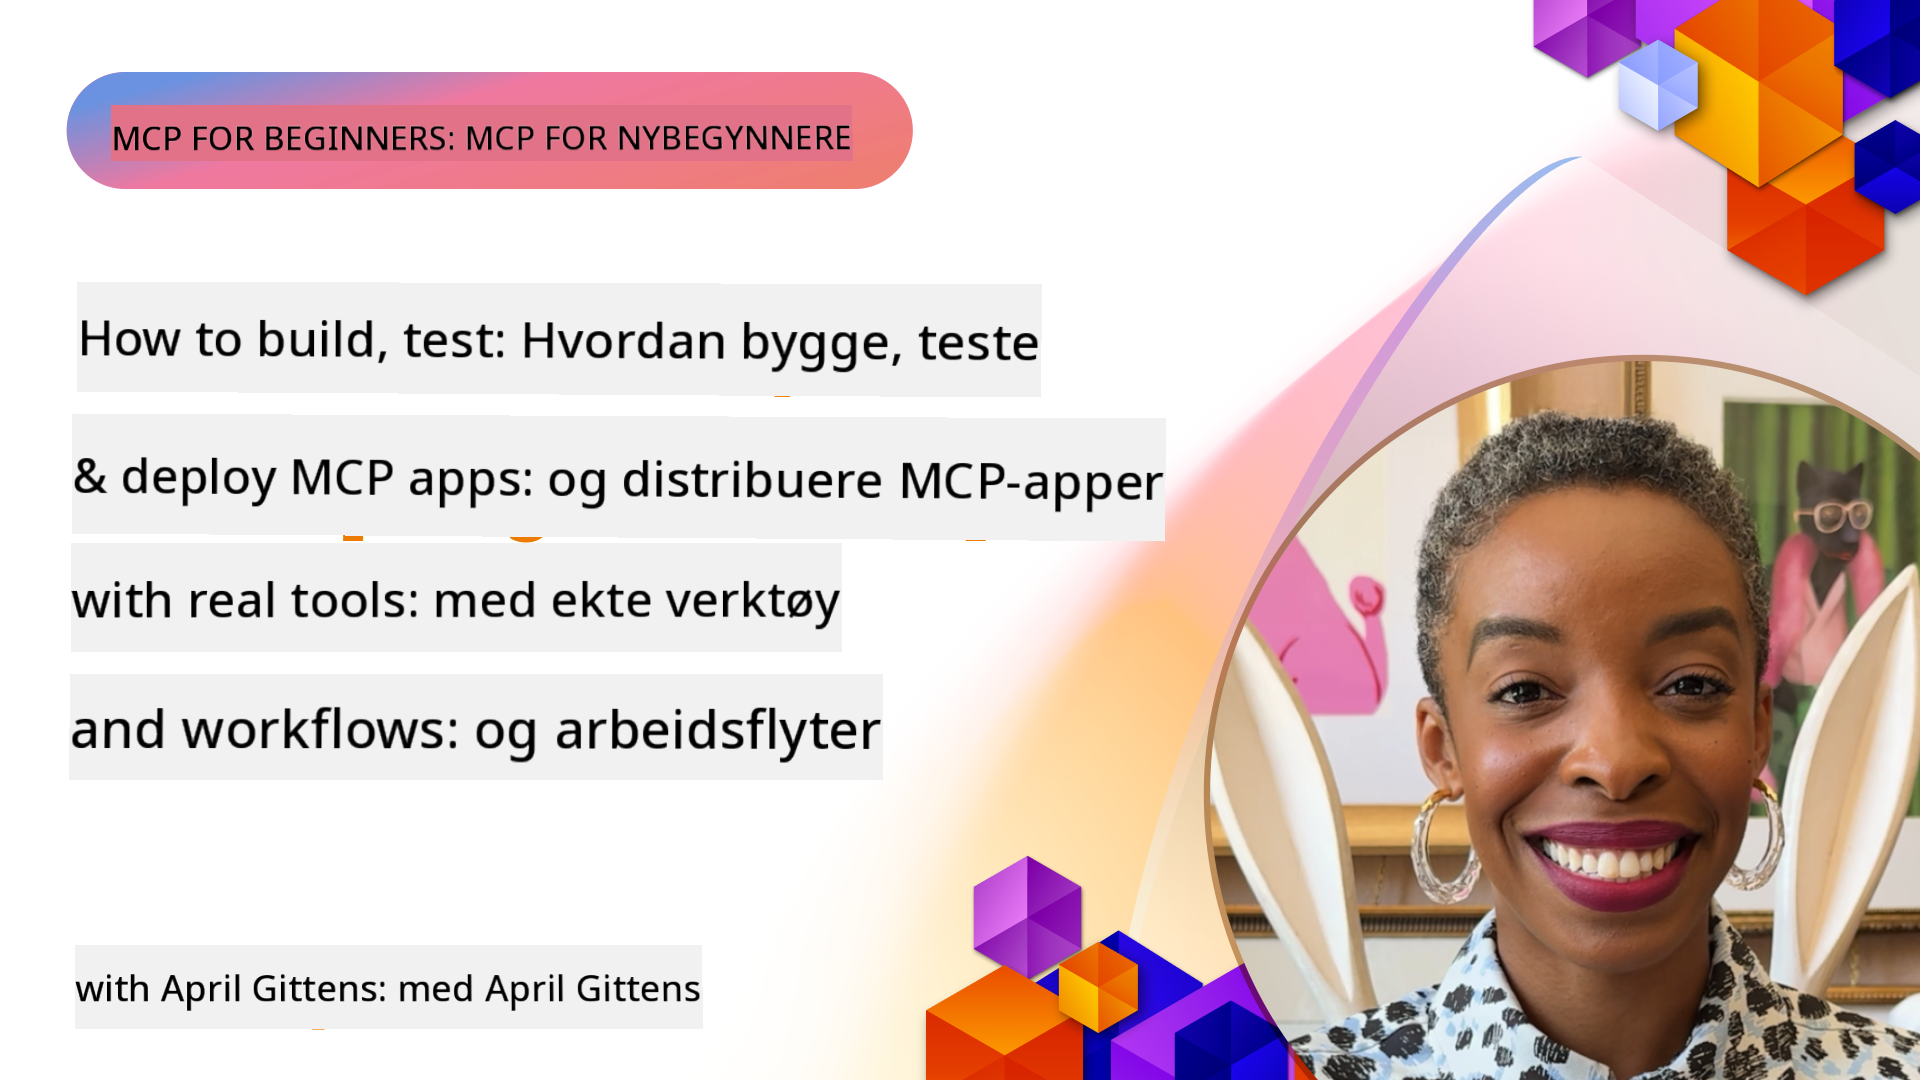 MCP FOR BEGINNERS: MCP FOR NYBEGYNNERE
How to build, test: Hvordan bygge, teste
& deploy MCP apps: og distribuere MCP-apper
with real tools: med ekte verktøy
and workflows: og arbeidsflyter
with April Gittens: med April Gittens